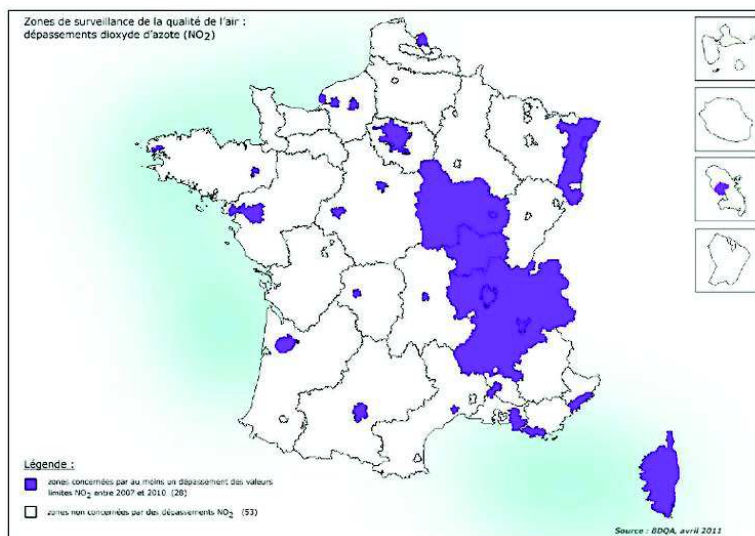 Zones de surveillance de la qualité de l'air :
dépassements dioxyde d'azote (NO2)
Légende :
zones concernées par au moins un dépassement des valeurs
limites NO2 entre 2007 et 2010 (28)
zones non concernées par des dépassements NO2 (53)
Source : BDQA, avril 2011